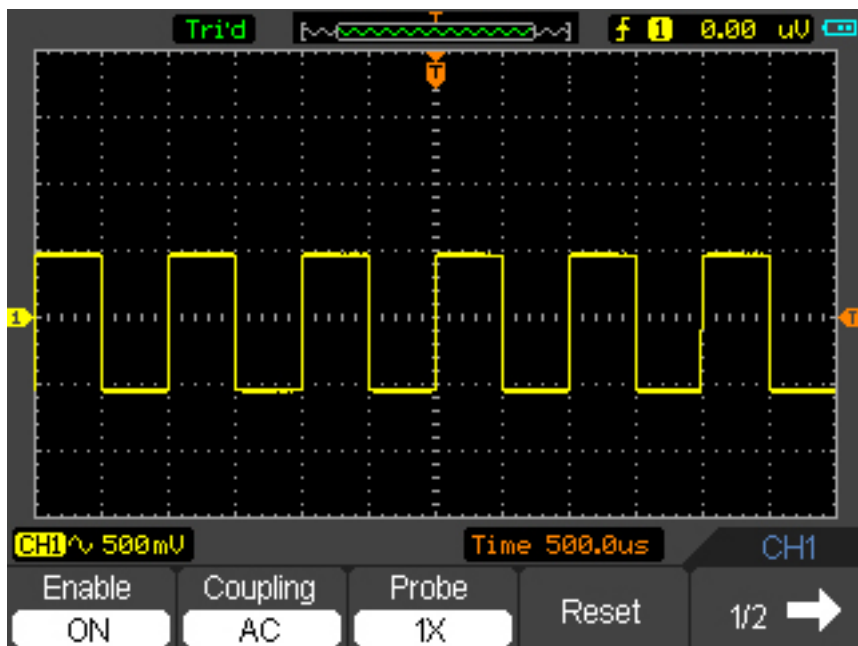 T
Tri'd 1 0.00 uV
T
1 T
CH1 500mV Time 500.0us CH1
Enable Coupling Probe Reset 1/2
ON AC 1X